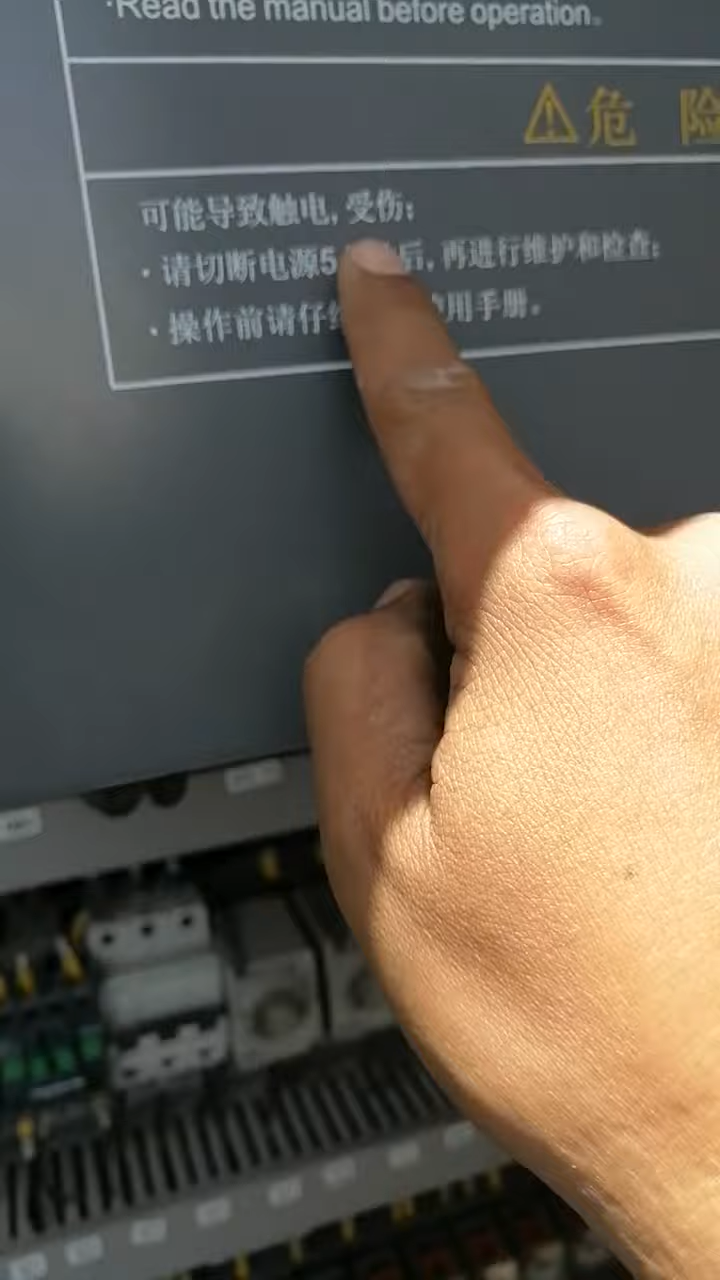 ·Read the manual before operation.
⚠危 险
可能导致触电,受伤:
·请切断电源5 后,再进行维护和检查;
·操作前请仔 用手册。